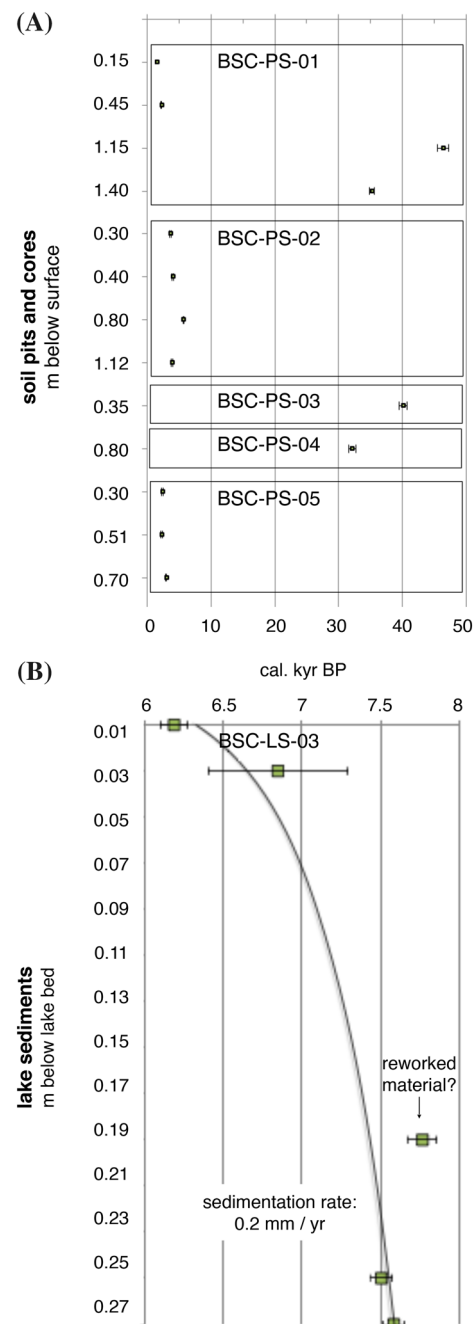 (A)
soil pits and cores
m below surface
0.15
0.45
1.15
1.40
BSC-PS-01
0.30
0.40
0.80
1.12
BSC-PS-02
0.35
BSC-PS-03
0.80
BSC-PS-04
0.30
0.51
0.70
BSC-PS-05
0 10 20 30 40 50
cal. kyr BP
(B)
6 6.5 7 7.5 8
BSC-LS-03
lake sediments
m below lake bed
0.01
0.03
0.05
0.07
0.09
0.11
0.13
0.15
0.17
0.19
0.21
0.23
0.25
0.27
reworked
material?
sedimentation rate:
0.2 mm / yr